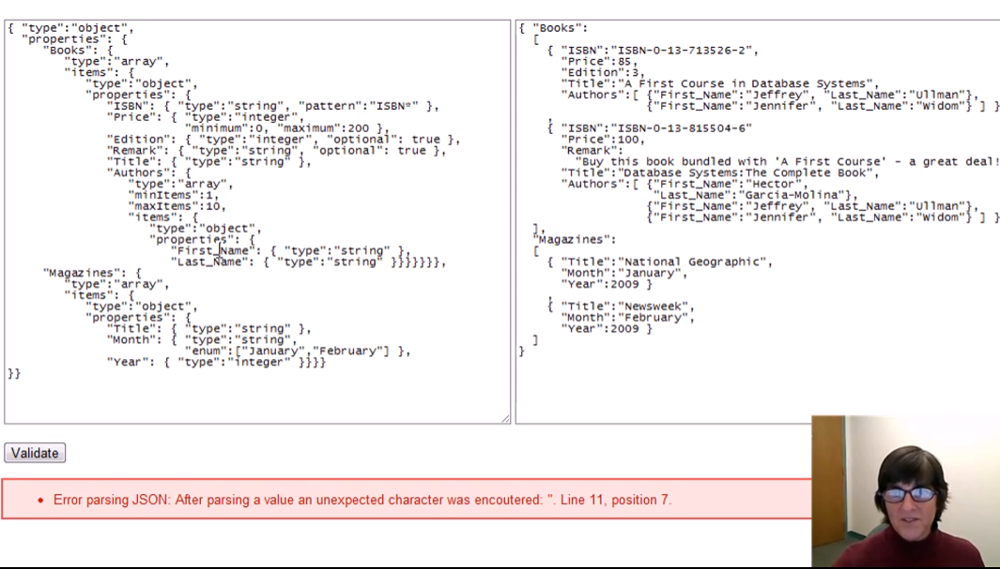 { "type":"object",
"properties": {
"Books": {
"type":"array",
"items": {
"type":"object",
"properties": {
"ISBN": { "type":"string", "pattern":"ISBN*" },
"Price": { "type":"integer",
"minimum":0, "maximum":200 },
"Edition": { "type":"integer", "optional": true },
"Remark": { "type":"string", "optional": true },
"Title": { "type":"string" },
"Authors": {
"type":"array",
"minItems":1,
"maxItems":10,
"items": {
"type":"object",
"properties": {
"First_Name": { "type":"string" },
"Last_Name": { "type":"string" }}}}}}},
"Magazines": {
"type":"array",
"items": {
"type":"object",
"properties": {
"Title": { "type":"string" },
"Month": { "type":"string",
"enum":["January","February"] },
"Year": { "type":"integer" }}}}
}}
{ "Books":
[
{ "ISBN":"ISBN-0-13-713526-2",
"Price":85,
"Edition":3,
"Title":"A First Course in Database Systems",
"Authors":[ {"First_Name":"Jeffrey", "Last_Name":"Ullman"},
{"First_Name":"Jennifer", "Last_Name":"Widom"} ] }
,
{ "ISBN":"ISBN-0-13-815504-6"
"Price":100,
"Remark":
"Buy this book bundled with 'A First Course' - a great deal!
"Title":"Database Systems:The Complete Book",
"Authors":[ {"First_Name":"Hector",
"Last_Name":"Garcia-Molina"},
{"First_Name":"Jeffrey", "Last_Name":"Ullman"},
{"First_Name":"Jennifer", "Last_Name":"Widom"} ] }
],
"Magazines":
[
{ "Title":"National Geographic",
"Month":"January",
"Year":2009 }
,
{ "Title":"Newsweek",
"Month":"February",
"Year":2009 }
]
}
Validate
Error parsing JSON: After parsing a value an unexpected character was encoutered: ". Line 11, position 7.